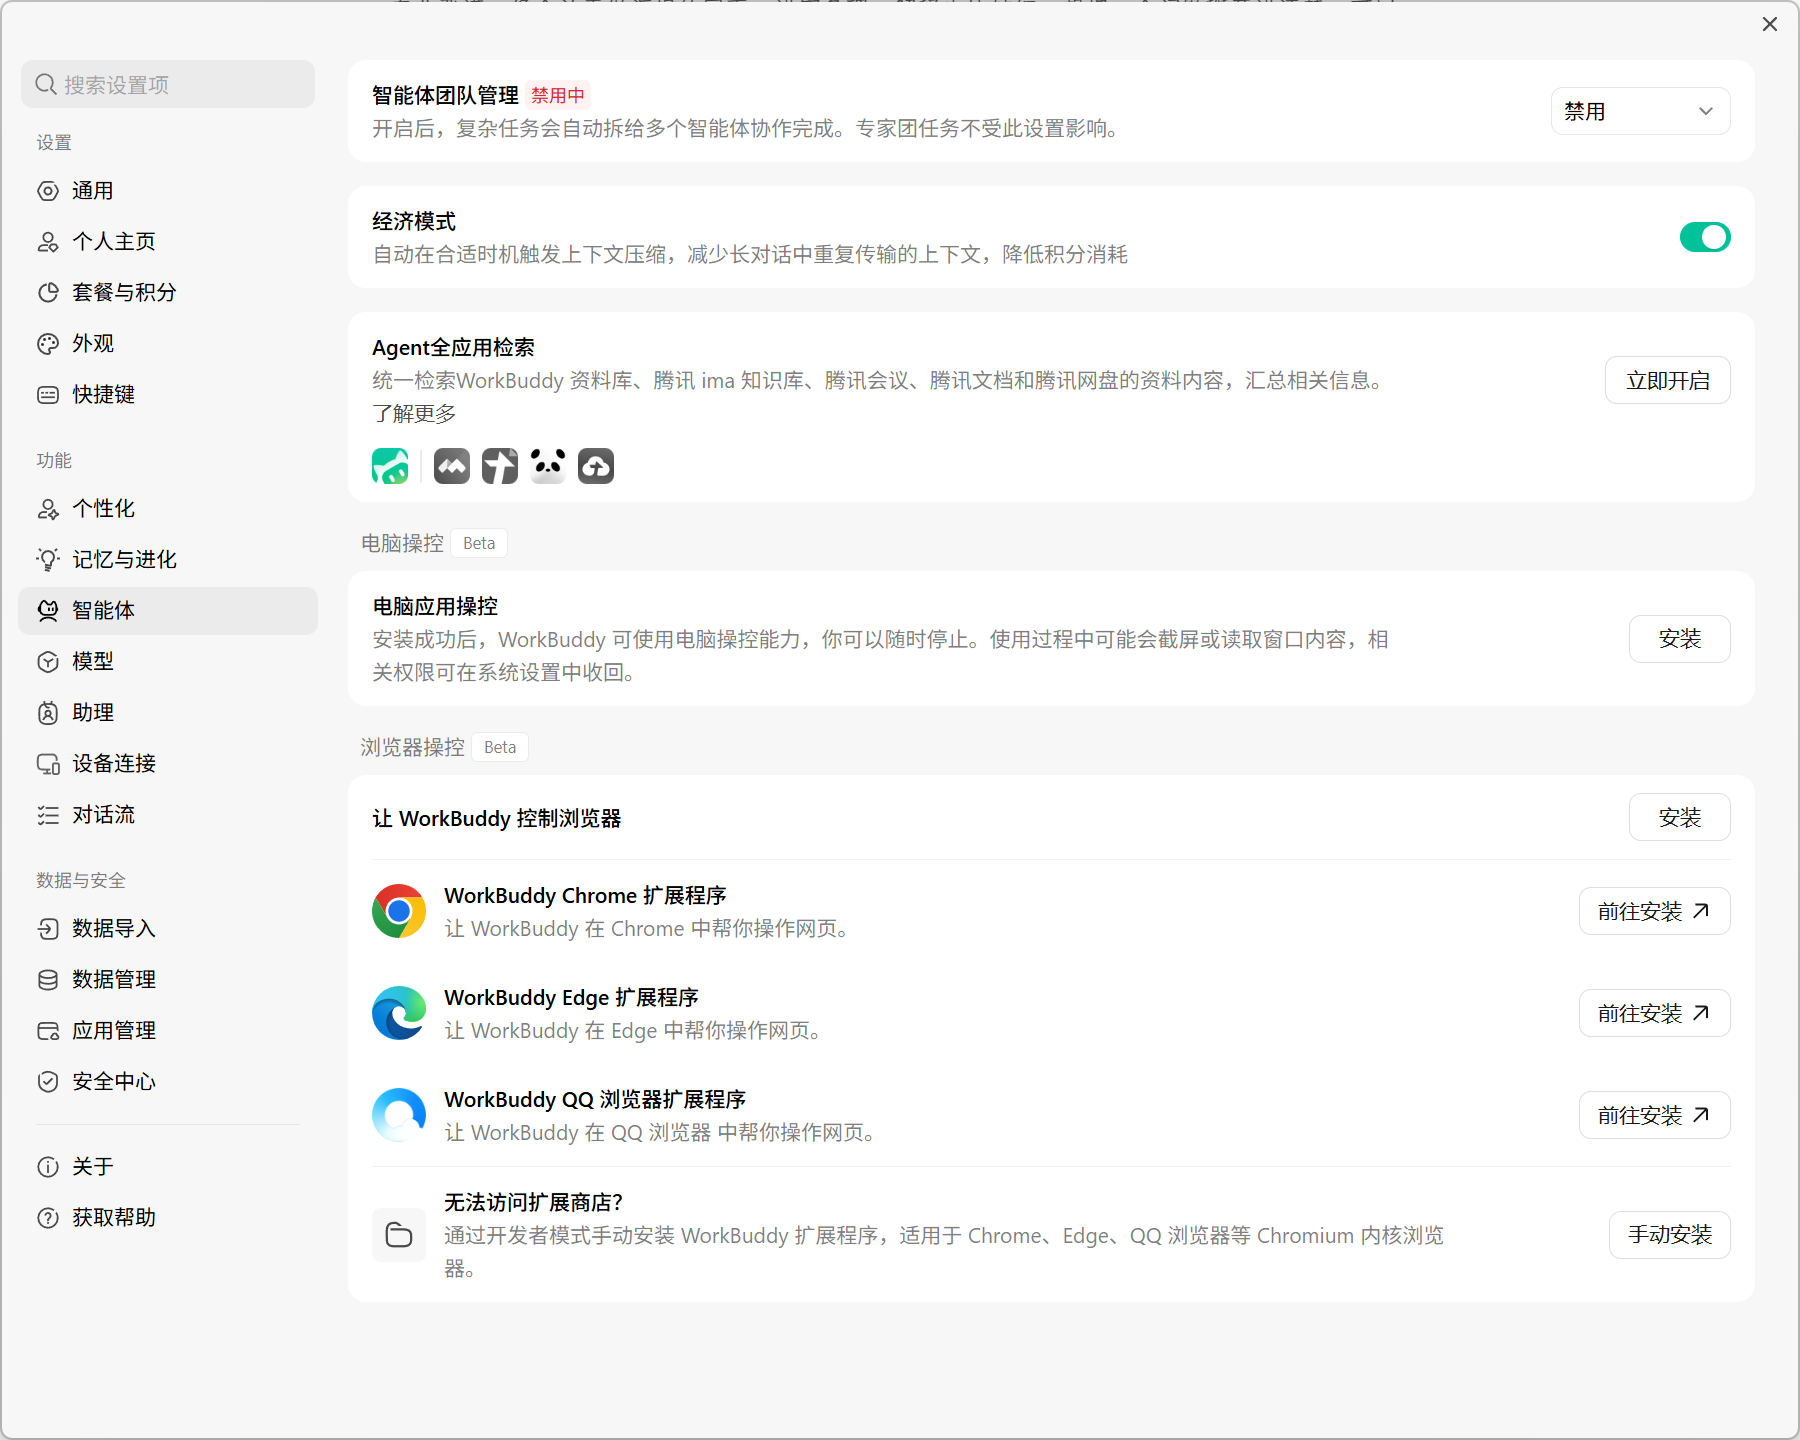 搜索设置项
设置
通用
个人主页
套餐与积分
外观
快捷键
功能
个性化
记忆与进化
智能体
模型
助理
设备连接
对话流
数据与安全
数据导入
数据管理
应用管理
安全中心
关于
获取帮助
智能体团队管理 禁用中
开启后，复杂任务会自动拆给多个智能体协作完成。专家团任务不受此设置影响。
禁用
经济模式
自动在合适时机触发上下文压缩，减少长对话中重复传输的上下文，降低积分消耗
Agent全应用检索
统一检索WorkBuddy 资料库、腾讯 ima 知识库、腾讯会议、腾讯文档和腾讯网盘的资料内容，汇总相关信息。
了解更多
立即开启
电脑操控 Beta
电脑应用操控
安装成功后，WorkBuddy 可使用电脑操控能力，你可以随时停止。使用过程中可能会截屏或读取窗口内容，相
关权限可在系统设置中收回。
安装
浏览器操控 Beta
让 WorkBuddy 控制浏览器
安装
WorkBuddy Chrome 扩展程序
让 WorkBuddy 在 Chrome 中帮你操作网页。
前往安装
WorkBuddy Edge 扩展程序
让 WorkBuddy 在 Edge 中帮你操作网页。
前往安装
WorkBuddy QQ 浏览器扩展程序
让 WorkBuddy 在 QQ 浏览器 中帮你操作网页。
前往安装
无法访问扩展商店？
通过开发者模式手动安装 WorkBuddy 扩展程序，适用于 Chrome、Edge、QQ 浏览器等 Chromium 内核浏览
器。
手动安装